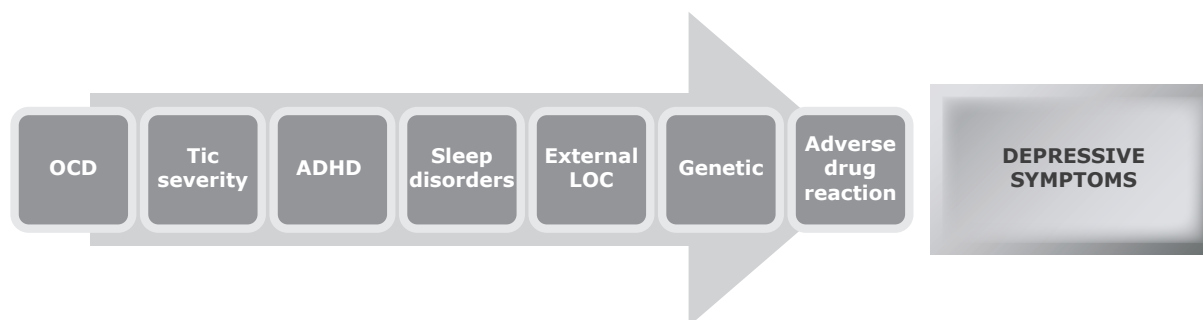 OCD
Tic
severity
ADHD
Sleep
disorders
External
LOC
Genetic
Adverse
drug
reaction
DEPRESSIVE
SYMPTOMS